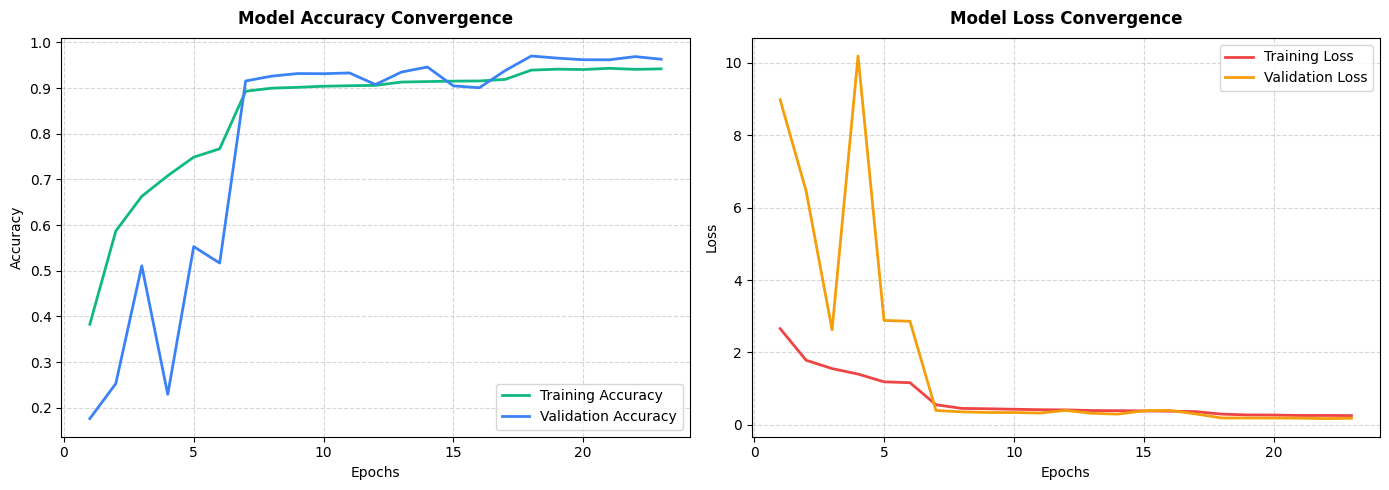 Model Accuracy Convergence
1.0
0.9
0.8
0.7
0.6
0.5
0.4
0.3
0.2
Accuracy
0 5 10 15 20
Epochs
Training Accuracy
Validation Accuracy
Model Loss Convergence
10
8
6
4
2
0
Loss
0 5 10 15 20
Epochs
Training Loss
Validation Loss